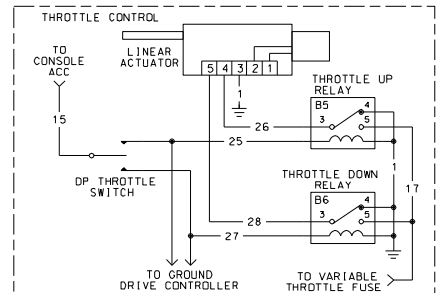 THROTTLE CONTROL
TO
CONSOLE
ACC
LINEAR
ACTUATOR
5 4 3 2 1
1
15
THROTTLE UP
RELAY
B5
4
3
5
26
25
DP THROTTLE
SWITCH
1
17
THROTTLE DOWN
RELAY
B6
4
3
5
28
27
TO GROUND
DRIVE CONTROLLER
TO VARIABLE
THROTTLE FUSE